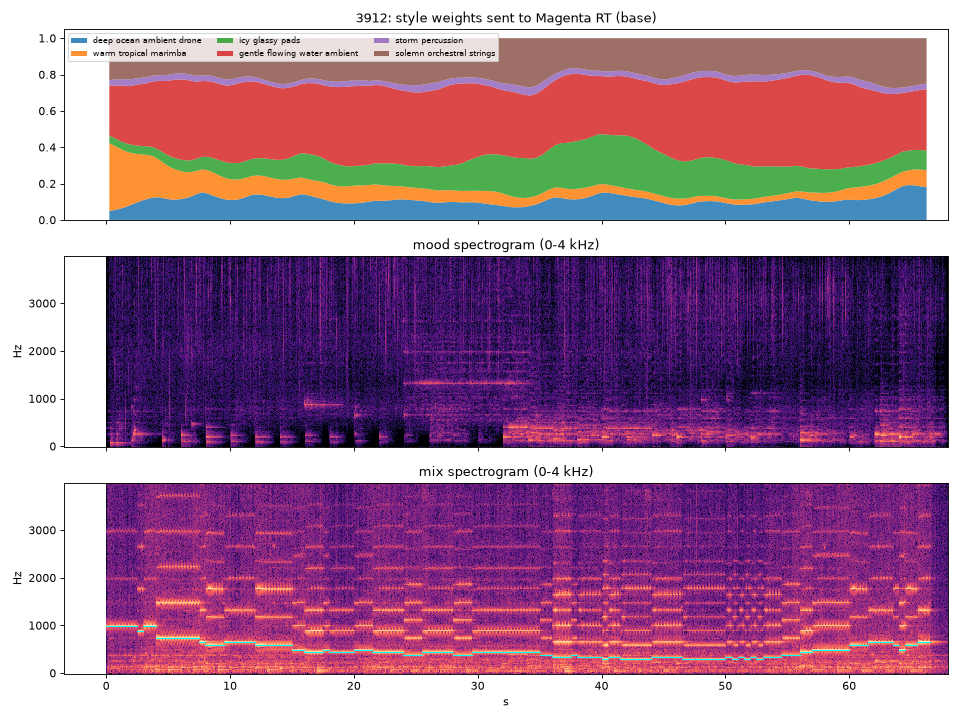 3912: style weights sent to Magenta RT (base)
1.0
0.8
0.6
0.4
0.2
0.0
deep ocean ambient drone
warm tropical marimba
icy glassy pads
gentle flowing water ambient
storm percussion
solemn orchestral strings
mood spectrogram (0-4 kHz)
Hz
3000
2000
1000
0
mix spectrogram (0-4 kHz)
Hz
3000
2000
1000
0
0 10 20 30 40 50 60
s